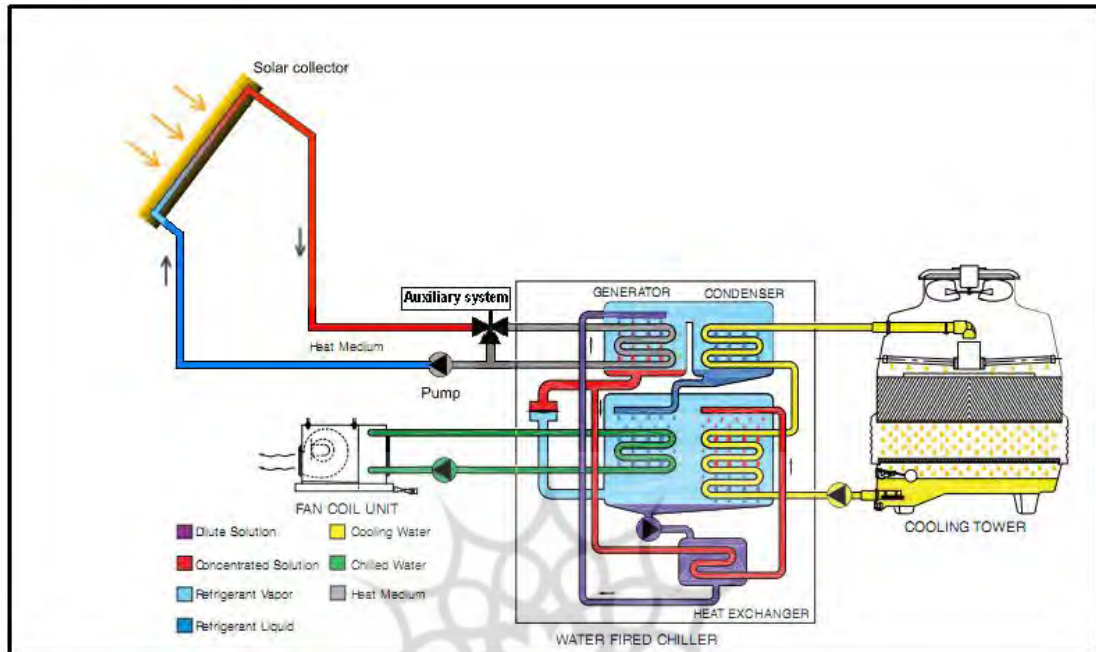 Solar collector
Auxiliary system
GENERATOR
CONDENSER
Heat Medium
Pump
FAN COIL UNIT
COOLING TOWER
Dilute Solution
Cooling Water
Concentrated Solution
Chilled Water
Refrigerant Vapor
Heat Medium
Refrigerant Liquid
HEAT EXCHANGER
WATER FIRED CHILLER